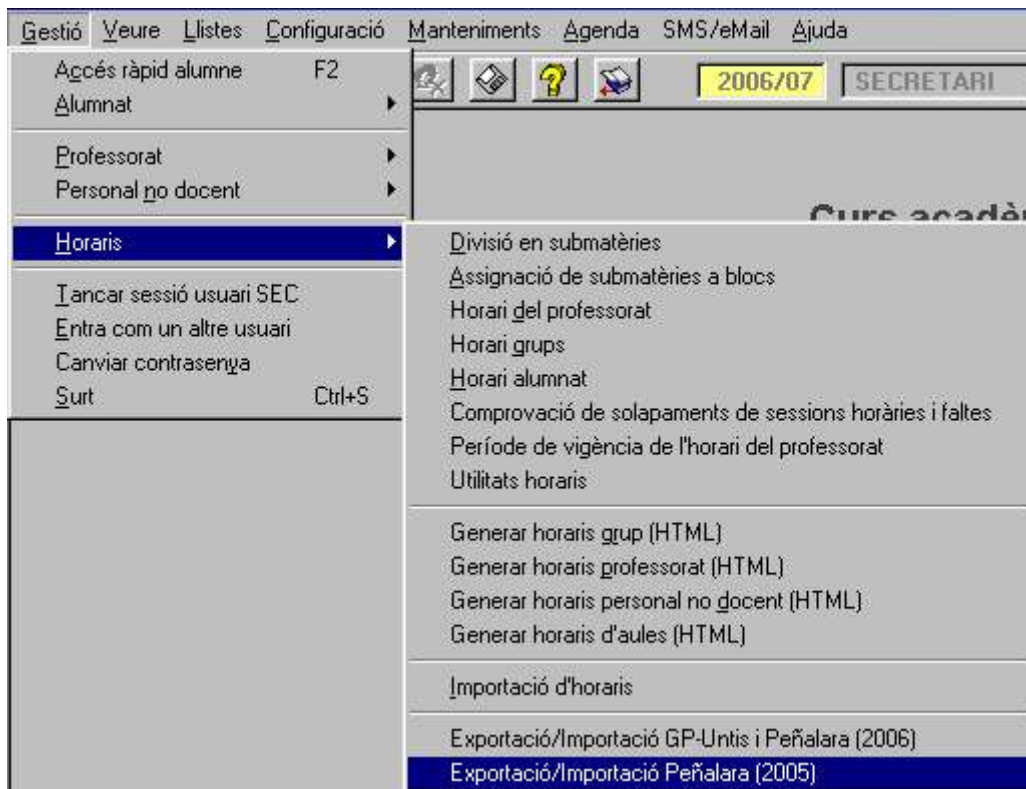 Gestió Veure Llistes Configuració Manteniments Agenda SMS/eMail Ajuda
Accés ràpid alumne F2
Alumnat
2006/07 SECRETARI
Professorat
Personal no docent
Curs acadè
Horaris
Divisió en submatèries
Assignació de submatèries a blocs
Horari del professorat
Horari grups
Horari alumnat
Comprovació de solapaments de sessions horàries i faltes
Període de vigència de l'horari del professorat
Utilitats horaris
Tancar sessió usuari SEC
Entra com un altre usuari
Canviar contrasenya
Surt Ctrl+S
Generar horaris grup (HTML)
Generar horaris professorat (HTML)
Generar horaris personal no docent (HTML)
Generar horaris d'aules (HTML)
Importació d'horaris
Exportació/Importació GP-Untis i Peñalara (2006)
Exportació/Importació Peñalara (2005)